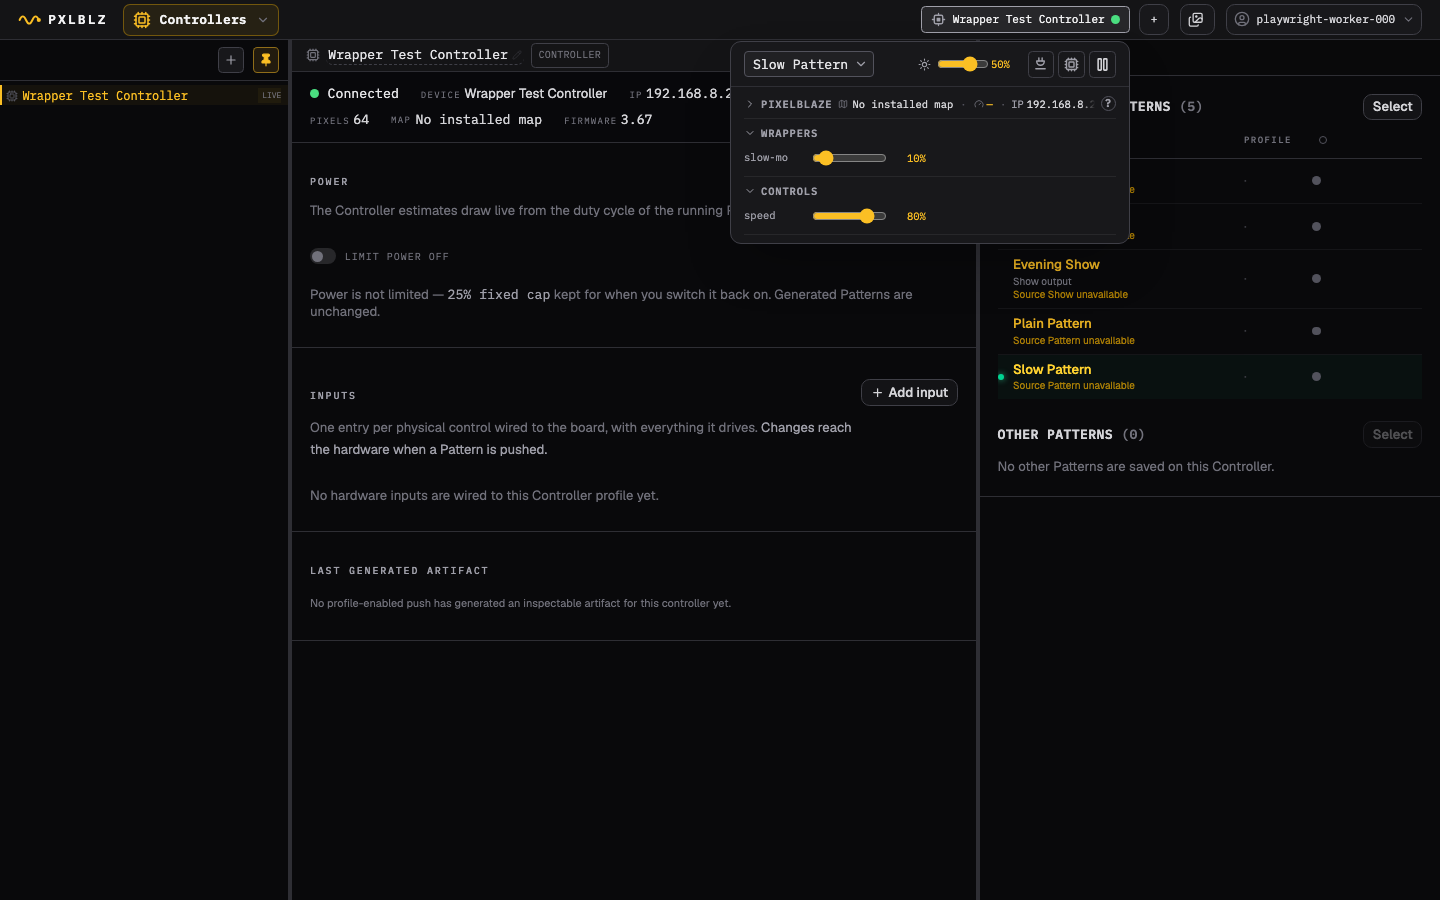 PXLBLZ
Controllers
Wrapper Test Controller
+
playwright-worker-000
Wrapper Test Controller
LIVE
Wrapper Test Controller
CONTROLLER
Connected
DEVICE Wrapper Test Controller
IP 192.168.8.2
PIXELS 64
MAP No installed map
FIRMWARE 3.67
POWER
The Controller estimates draw live from the duty cycle of the running
LIMIT POWER OFF
Power is not limited — 25% fixed cap kept for when you switch it back on. Generated Patterns are
unchanged.
INPUTS
+ Add input
One entry per physical control wired to the board, with everything it drives. Changes reach
the hardware when a Pattern is pushed.
No hardware inputs are wired to this Controller profile yet.
LAST GENERATED ARTIFACT
No profile-enabled push has generated an inspectable artifact for this controller yet.
Slow Pattern
50%
PIXELBLAZE No installed map · – · IP 192.168.8.2 ?
WRAPPERS
slow-mo 10%
CONTROLS
speed 80%
TERNS (5)
Select
PROFILE
Evening Show
Show output
Source Show unavailable
Plain Pattern
Source Pattern unavailable
Slow Pattern
Source Pattern unavailable
OTHER PATTERNS (0)
Select
No other Patterns are saved on this Controller.